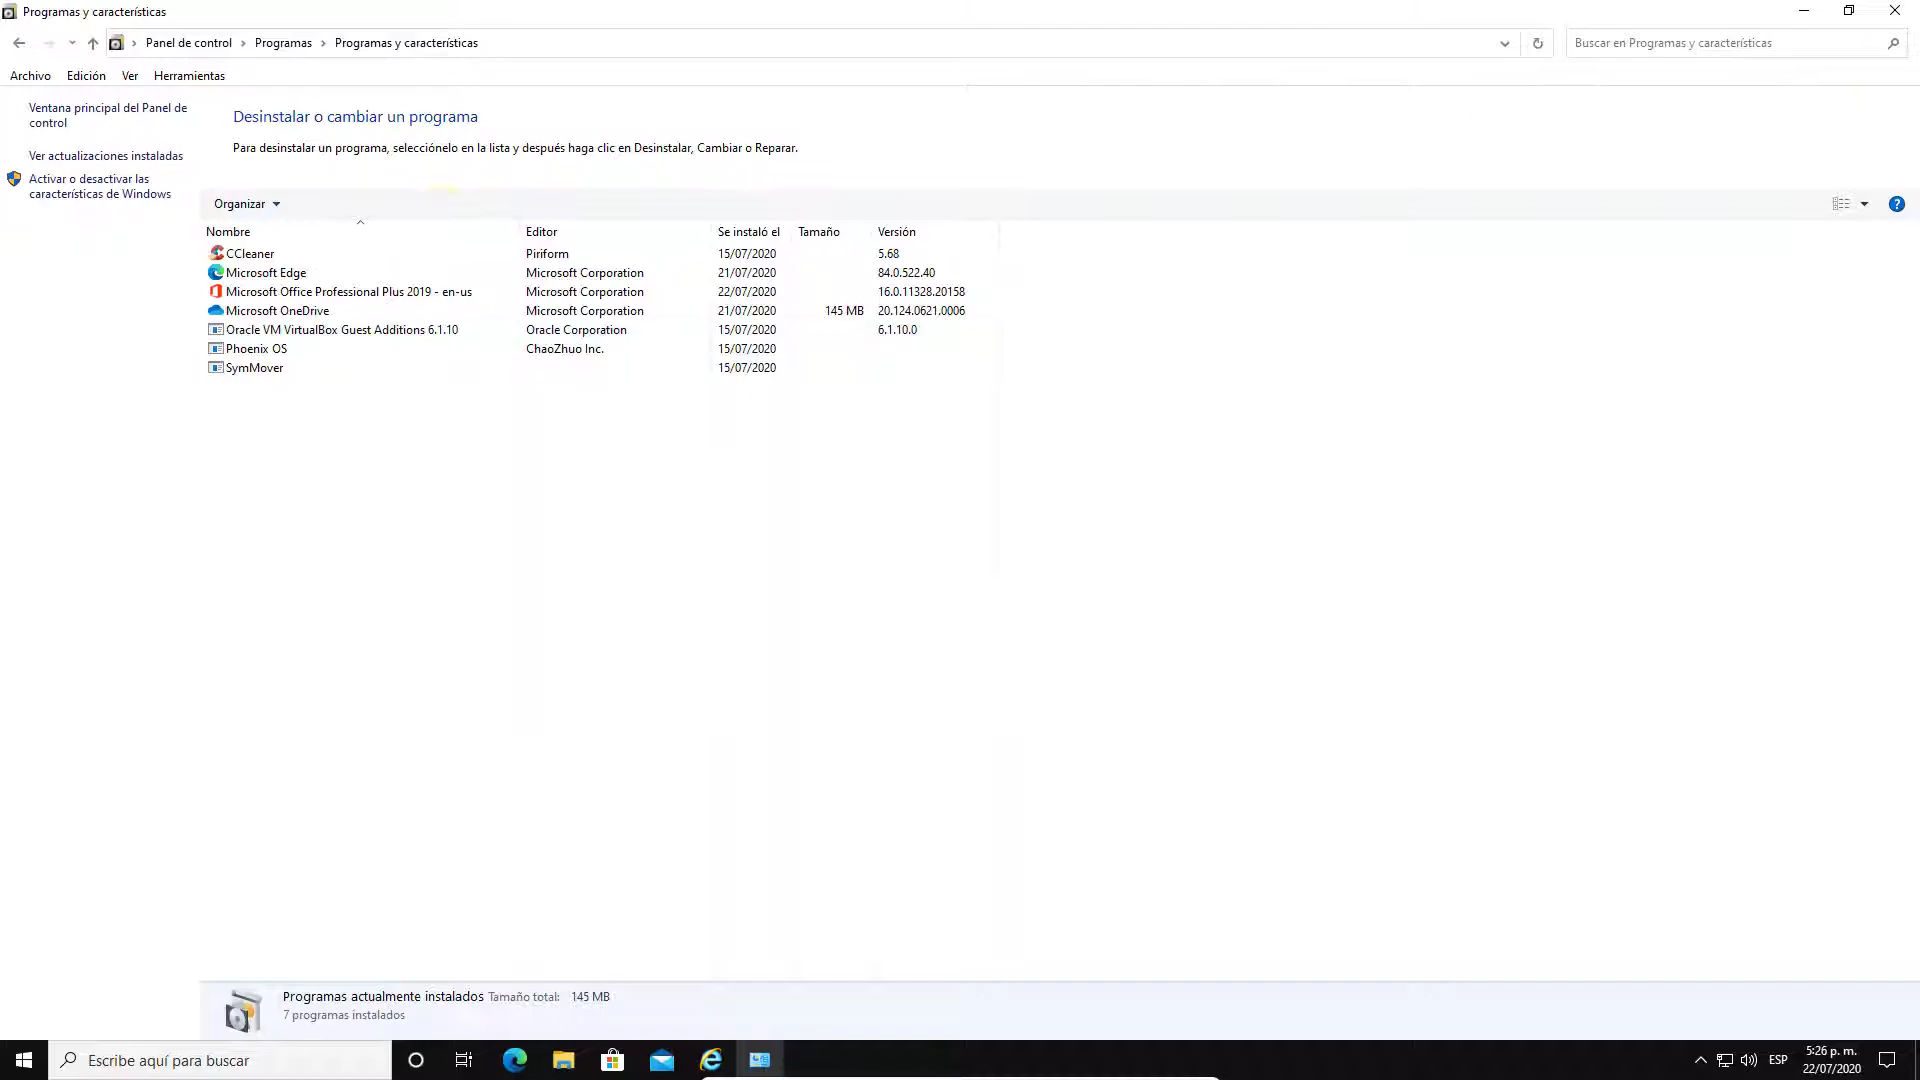 Programas y características
Panel de control > Programas > Programas y características
Buscar en Programas y características
Archivo Edición Ver Herramientas
Ventana principal del Panel de
control
Ver actualizaciones instaladas
Activar o desactivar las
características de Windows
Desinstalar o cambiar un programa
Para desinstalar un programa, selecciónelo en la lista y después haga clic en Desinstalar, Cambiar o Reparar.
Organizar
Nombre Editor Se instaló el Tamaño Versión
CCleaner Piriform 15/07/2020 5.68
Microsoft Edge Microsoft Corporation 21/07/2020 84.0.522.40
Microsoft Office Professional Plus 2019 - en-us Microsoft Corporation 22/07/2020 16.0.11328.20158
Microsoft OneDrive Microsoft Corporation 21/07/2020 145 MB 20.124.0621.0006
Oracle VM VirtualBox Guest Additions 6.1.10 Oracle Corporation 15/07/2020 6.1.10.0
Phoenix OS ChaoZhuo Inc. 15/07/2020
SymMover 15/07/2020
Programas actualmente instalados Tamaño total: 145 MB
7 programas instalados
Escribe aquí para buscar
ESP
5:26 p. m.
22/07/2020